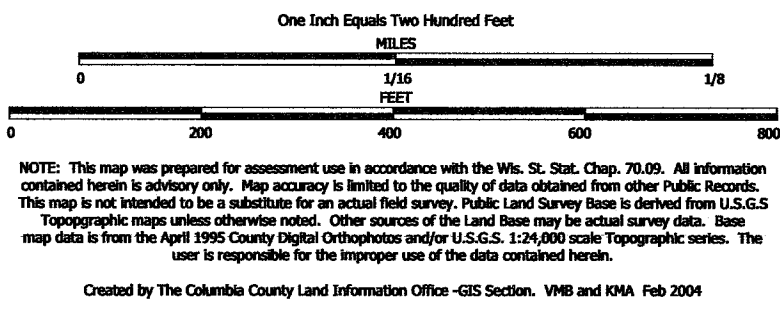 One Inch Equals Two Hundred Feet
MILES
0 1/16 1/8
FEET
0 200 400 600 800
NOTE: This map was prepared for assessment use in accordance with the Wis. St. Stat. Chap. 70.09. All information
contained herein is advisory only. Map accuracy is limited to the quality of data obtained from other Public Records.
This map is not intended to be a substitute for an actual field survey. Public Land Survey Base is derived from U.S.G.S
Topopgraphic maps unless otherwise noted. Other sources of the Land Base may be actual survey data. Base
map data is from the April 1995 County Digital Orthophotos and/or U.S.G.S. 1:24,000 scale Topographic series. The
user is responsible for the improper use of the data contained herein.
Created by The Columbia County Land Information Office -GIS Section. VMB and KMA Feb 2004